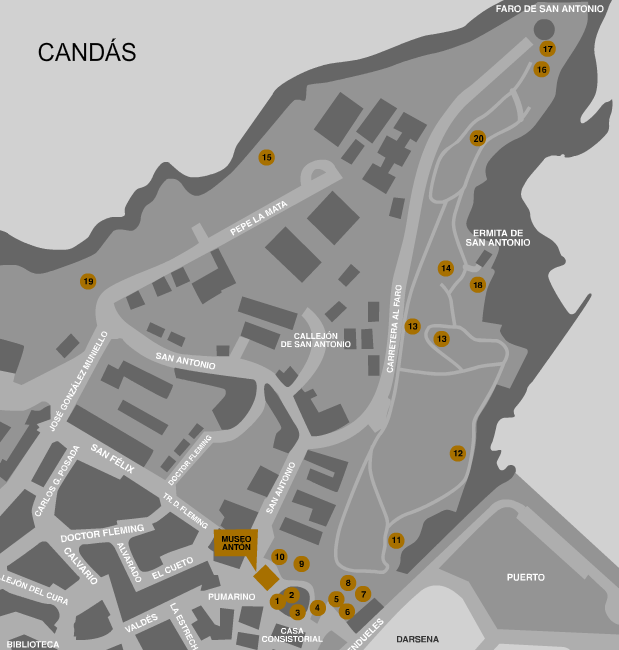 FARO DE SAN ANTONIO
CANDÁS
17
16
20
15
PEPE LA MATA
ERMITA DE
SAN ANTONIO
14
19
18
CARRETERA AL FARO
13
13
CALLEJÓN
DE SAN ANTONIO
JOSÉ GONZÁLEZ MUÑIELLO
SAN ANTONIO
SAN FÉLIX
DOCTOR FLEMING
12
CARLOS G. POSADA
SAN ANTONIO
TR. D. FLEMING
DOCTOR FLEMING
MUSEO
ANTÓN
11
10
9
CALVARIO
ALVARADO
EL CUETO
PUERTO
LEJÓN DEL CURA
PUMARINO
8
7
5
6
4
1
2
3
LA ESTRECH
VALDÉS
CASA
CONSISTORIAL
ENDUELES
DARSENA
BIBLIOTECA